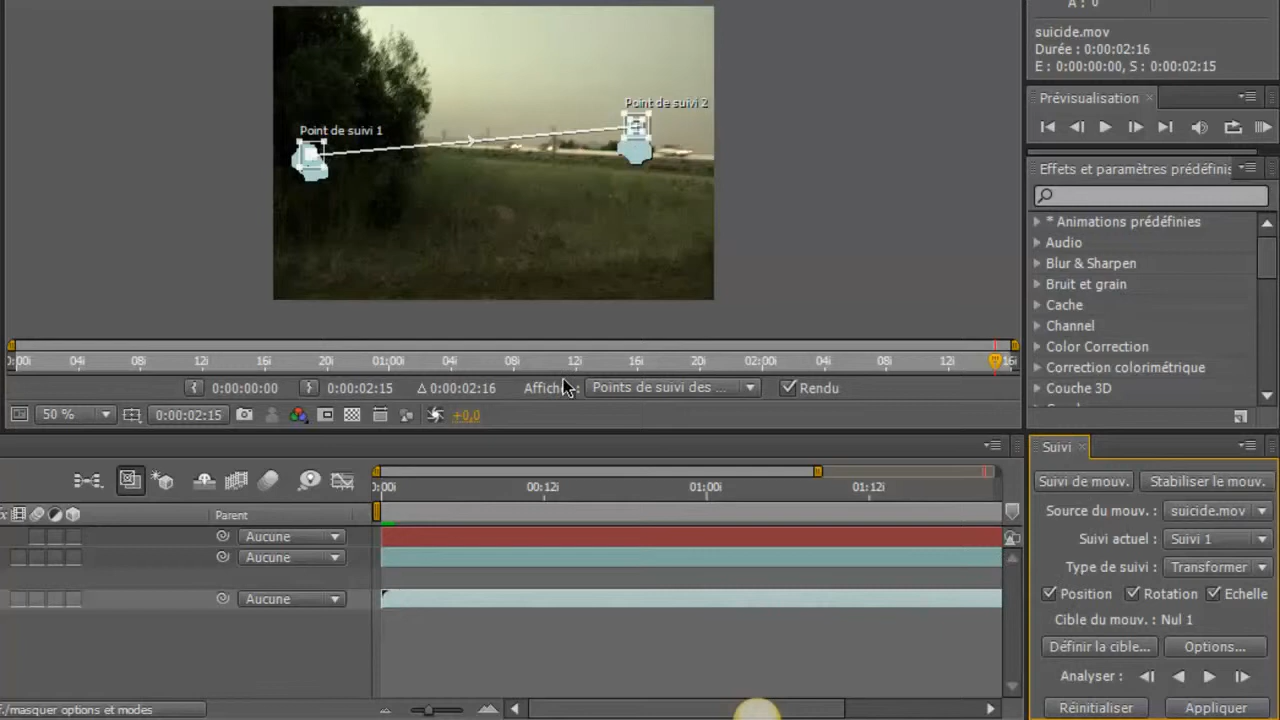 A : 0
suicide.mov
Durée : 0:00:02:16
E : 0:00:00:00, S : 0:00:02:15
Prévisualisation
Effets et paramètres prédéfinis
* Animations prédéfinies
Audio
Blur & Sharpen
Bruit et grain
Cache
Channel
Color Correction
Correction colorimétrique
Couche 3D
Point de suivi 1
Point de suivi 2
0:00i 04i 08i 12i 16i 20i 01:00i 04i 08i 12i 16i 20i 02:00i 04i 08i 12i 16i
0:00:00:00 0:00:02:15 Δ 0:00:02:16 Points de suivi des ... Rendu
50 % 0:00:02:15 +0,0
0:00i 00:12i 01:00i 01:12i
Parent
Aucune
Aucune
Aucune
./masquer options et modes
Suivi
Suivi de mouv. Stabiliser le mouv.
Source du mouv. : suicide.mov
Suivi actuel : Suivi 1
Type de suivi : Transformer
Position Rotation Echelle
Cible du mouv. : Nul 1
Définir la cible... Options...
Analyser :
Réinitialiser Appliquer